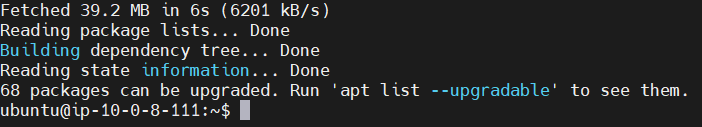 Fetched 39.2 MB in 6s (6201 kB/s)
Reading package lists... Done
Building dependency tree... Done
Reading state information... Done
68 packages can be upgraded. Run 'apt list --upgradable' to see them.
ubuntu@ip-10-0-8-111:~$